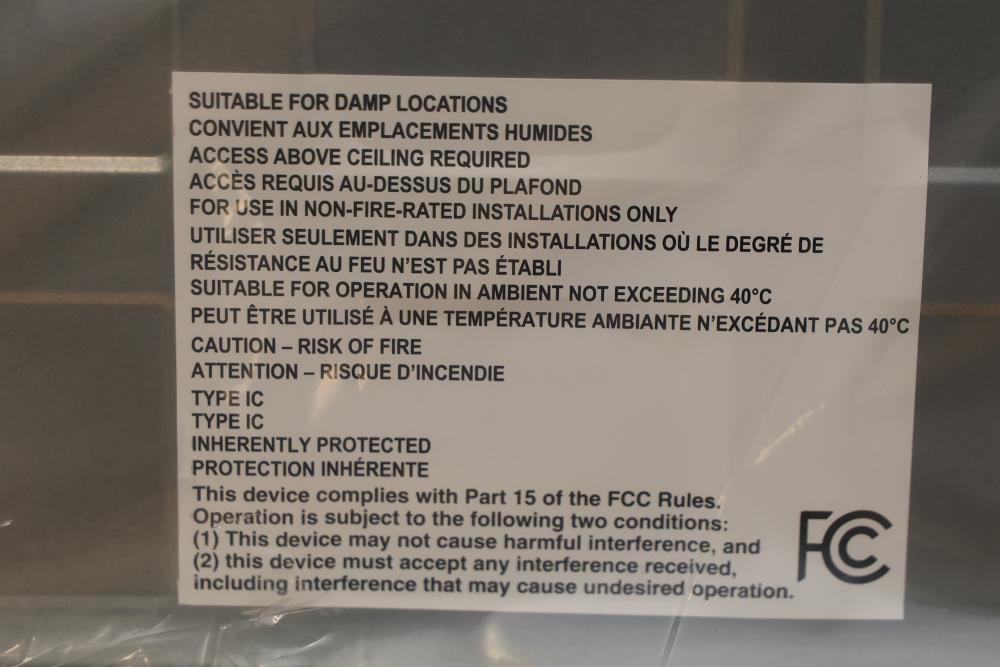 SUITABLE FOR DAMP LOCATIONS
CONVIENT AUX EMPLACEMENTS HUMIDES
ACCESS ABOVE CEILING REQUIRED
ACCÈS REQUIS AU-DESSUS DU PLAFOND
FOR USE IN NON-FIRE-RATED INSTALLATIONS ONLY
UTILISER SEULEMENT DANS DES INSTALLATIONS OÙ LE DEGRÉ DE
RÉSISTANCE AU FEU N'EST PAS ÉTABLI
SUITABLE FOR OPERATION IN AMBIENT NOT EXCEEDING 40°C
PEUT ÊTRE UTILISÉ À UNE TEMPÉRATURE AMBIANTE N'EXCÉDANT PAS 40°C
CAUTION – RISK OF FIRE
ATTENTION – RISQUE D'INCENDIE
TYPE IC
TYPE IC
INHERENTLY PROTECTED
PROTECTION INHÉRENTE
This device complies with Part 15 of the FCC Rules.
Operation is subject to the following two conditions:
(1) This device may not cause harmful interference, and
(2) this device must accept any interference received,
including interference that may cause undesired operation.
FCC